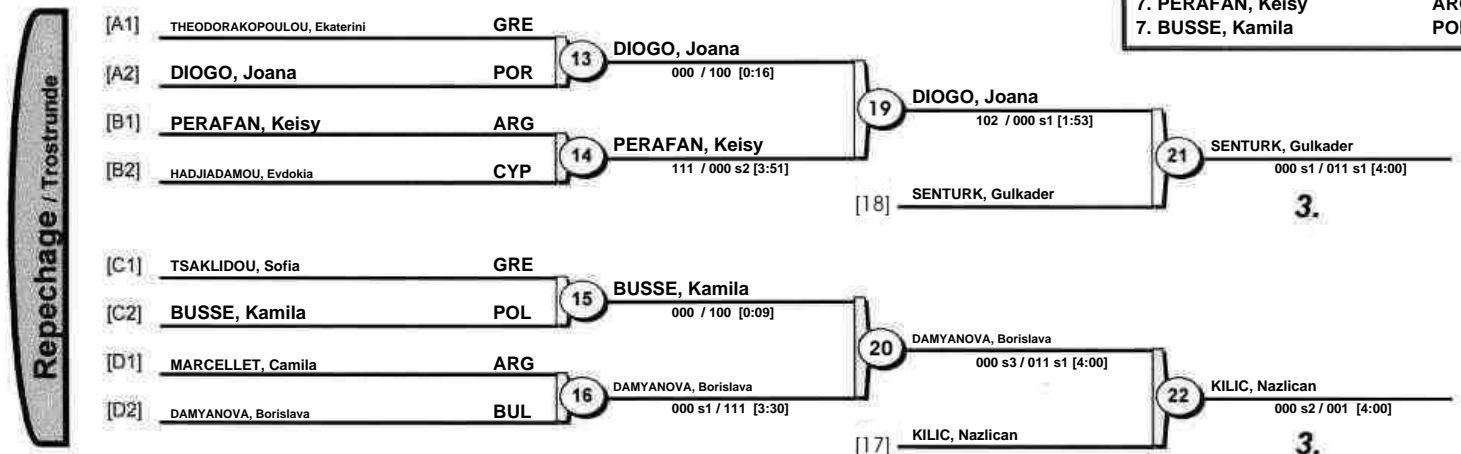 7. PERAFAN, Keisy
7. BUSSE, Kamila
Repechage / Trostrunde
[A1] THEODORAKOPOULOU, Ekaterini GRE
[A2] DIOGO, Joana POR
13 DIOGO, Joana
000 / 100 [0:16]
[B1] PERAFAN, Keisy ARG
[B2] HADJIADAMOU, Evdokia CYP
14 PERAFAN, Keisy
111 / 000 s2 [3:51]
19 DIOGO, Joana
102 / 000 s1 [1:53]
[18] SENTURK, Gulkader
21 SENTURK, Gulkader
000 s1 / 011 s1 [4:00]
3.
[C1] TSAKLIDOU, Sofia GRE
[C2] BUSSE, Kamila POL
15 BUSSE, Kamila
000 / 100 [0:09]
[D1] MARCELLET, Camila ARG
[D2] DAMYANOVA, Borislava BUL
16 DAMYANOVA, Borislava
000 s1 / 111 [3:30]
20 DAMYANOVA, Borislava
000 s3 / 011 s1 [4:00]
[17] KILIC, Nazlican
22 KILIC, Nazlican
000 s2 / 001 [4:00]
3.